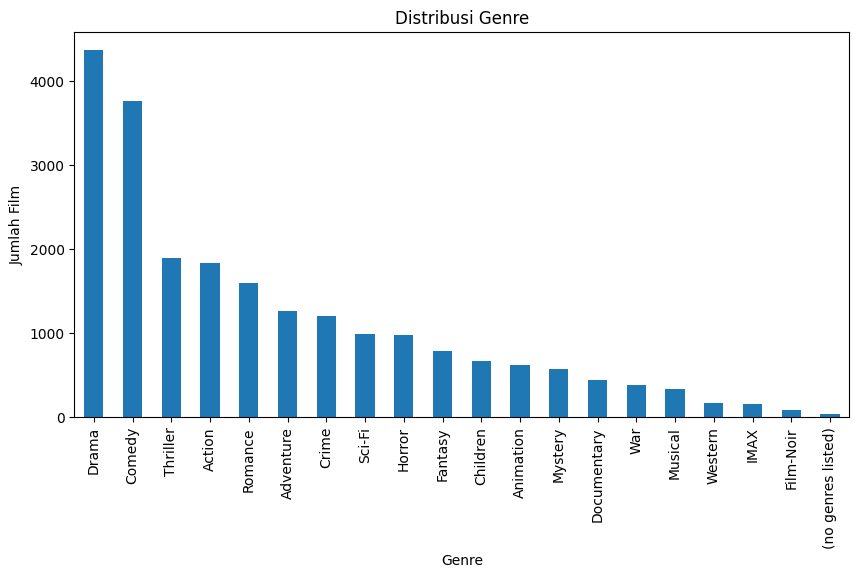 Distribusi Genre
Jumlah Film
4000
3000
2000
1000
0
Drama
Comedy
Thriller
Action
Romance
Adventure
Crime
Sci-Fi
Horror
Fantasy
Children
Animation
Mystery
Documentary
War
Musical
Western
IMAX
Film-Noir
(no genres listed)
Genre